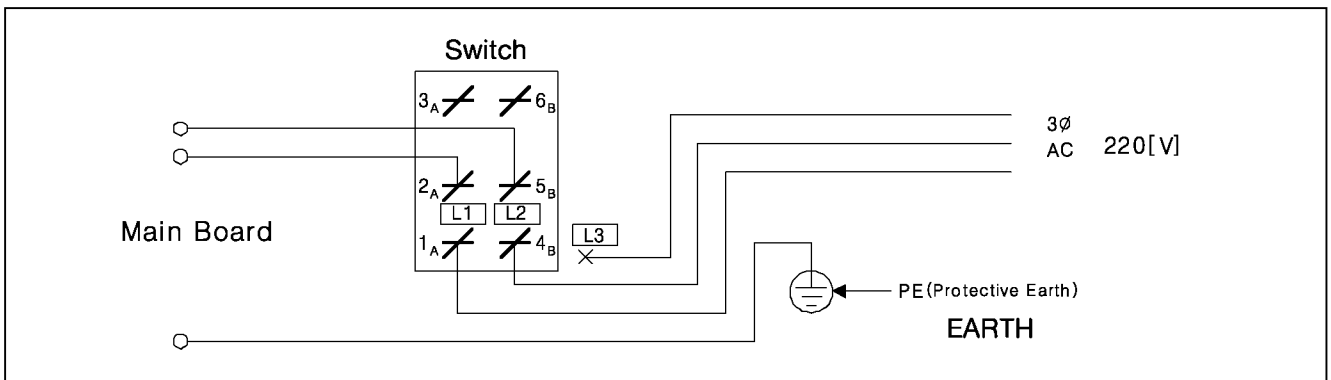 Switch
3A 6B
3Ø
AC 220[V]
2A 5B
L1 L2
L3
Main Board
1A 4B
PE(Protective Earth)
EARTH